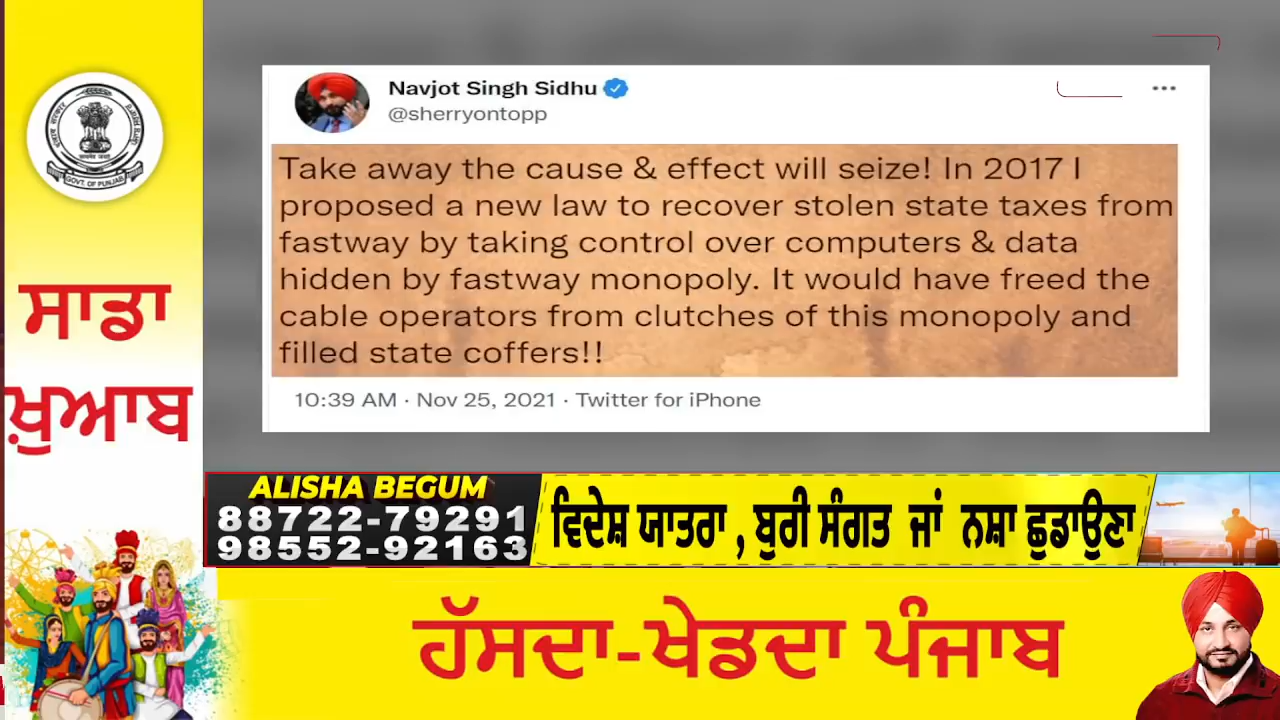 GOVT. OF PUNJAB
ਸਾਡਾ
ਖ਼ੁਆਬ
Navjot Singh Sidhu
@sherryontopp
Take away the cause & effect will seize! In 2017 I
proposed a new law to recover stolen state taxes from
fastway by taking control over computers & data
hidden by fastway monopoly. It would have freed the
cable operators from clutches of this monopoly and
filled state coffers!!
10:39 AM · Nov 25, 2021 · Twitter for iPhone
ALISHA BEGUM
88722-79291
98552-92163
ਵਿਦੇਸ਼ ਯਾਤਰਾ , ਬੁਰੀ ਸੰਗਤ ਜਾਂ ਨਸ਼ਾ ਛੁਡਾਉਣਾ
ਹੱਸਦਾ-ਖੇਡਦਾ ਪੰਜਾਬ